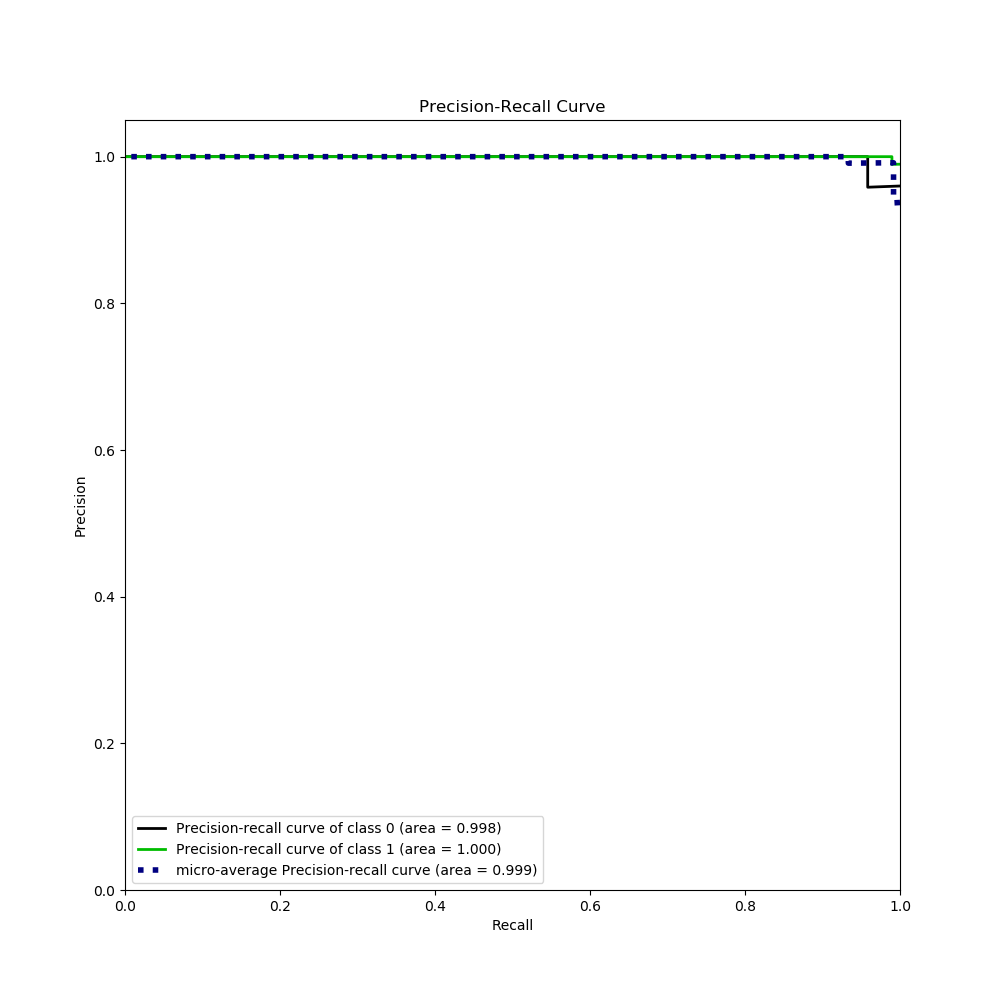 Precision-Recall Curve
1.0
0.8
0.6
0.4
0.2
0.0
Precision
Precision-recall curve of class 0 (area = 0.998)
Precision-recall curve of class 1 (area = 1.000)
micro-average Precision-recall curve (area = 0.999)
0.0 0.2 0.4 0.6 0.8 1.0
Recall